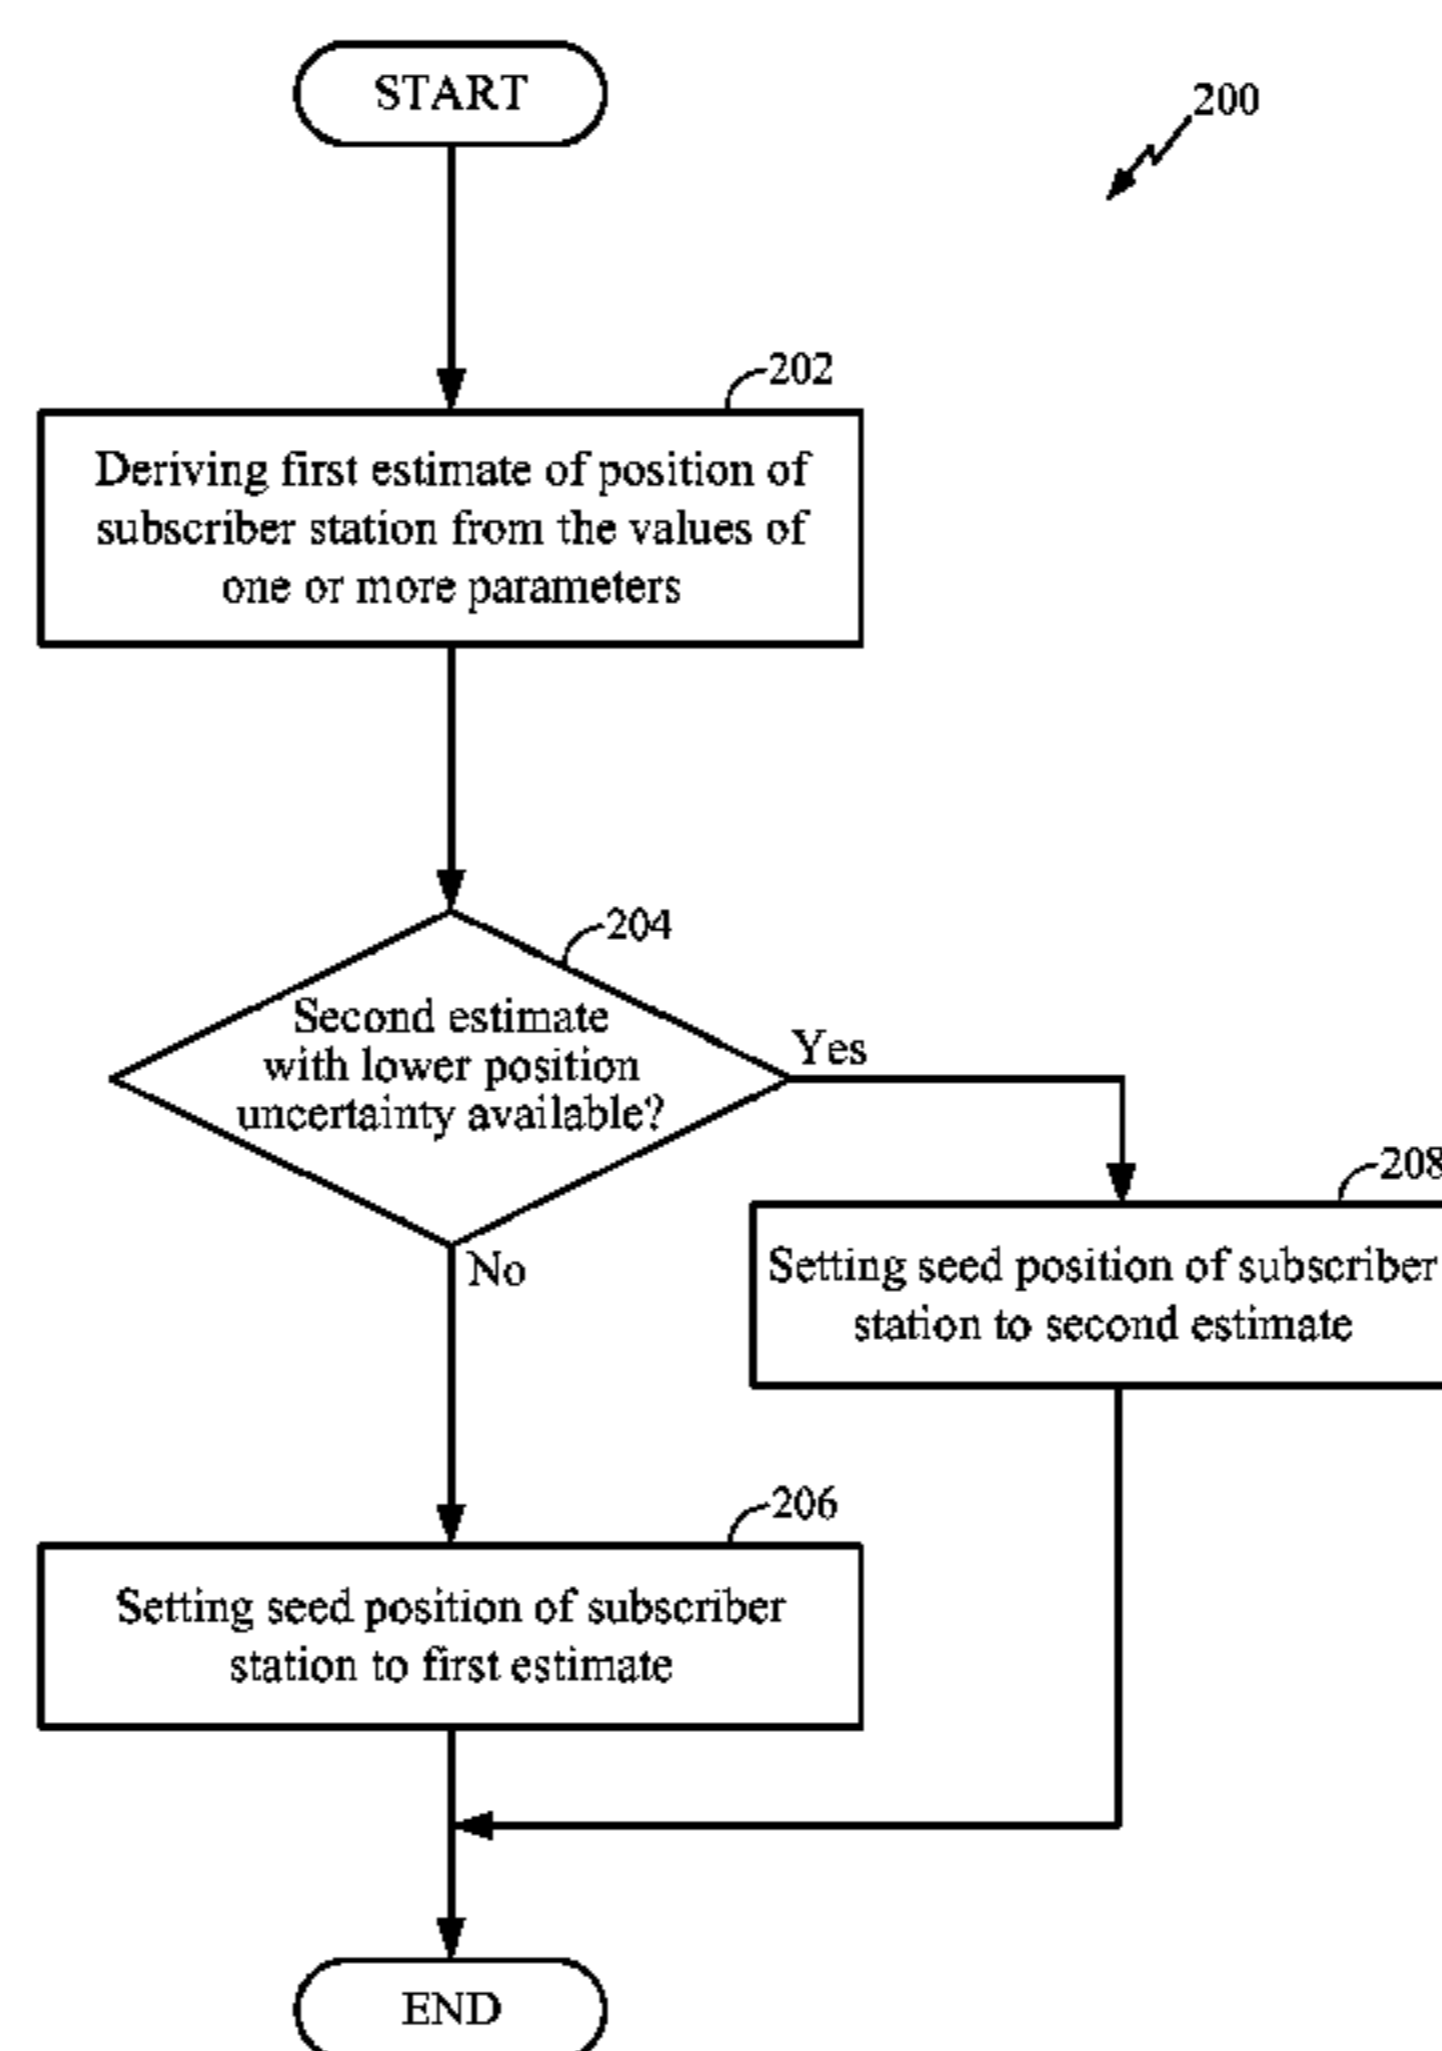 START
200
202
Deriving first estimate of position of
subscriber station from the values of
one or more parameters
204
Second estimate
with lower position
uncertainty available?
Yes
No
208
Setting seed position of subscriber
station to second estimate
206
Setting seed position of subscriber
station to first estimate
END